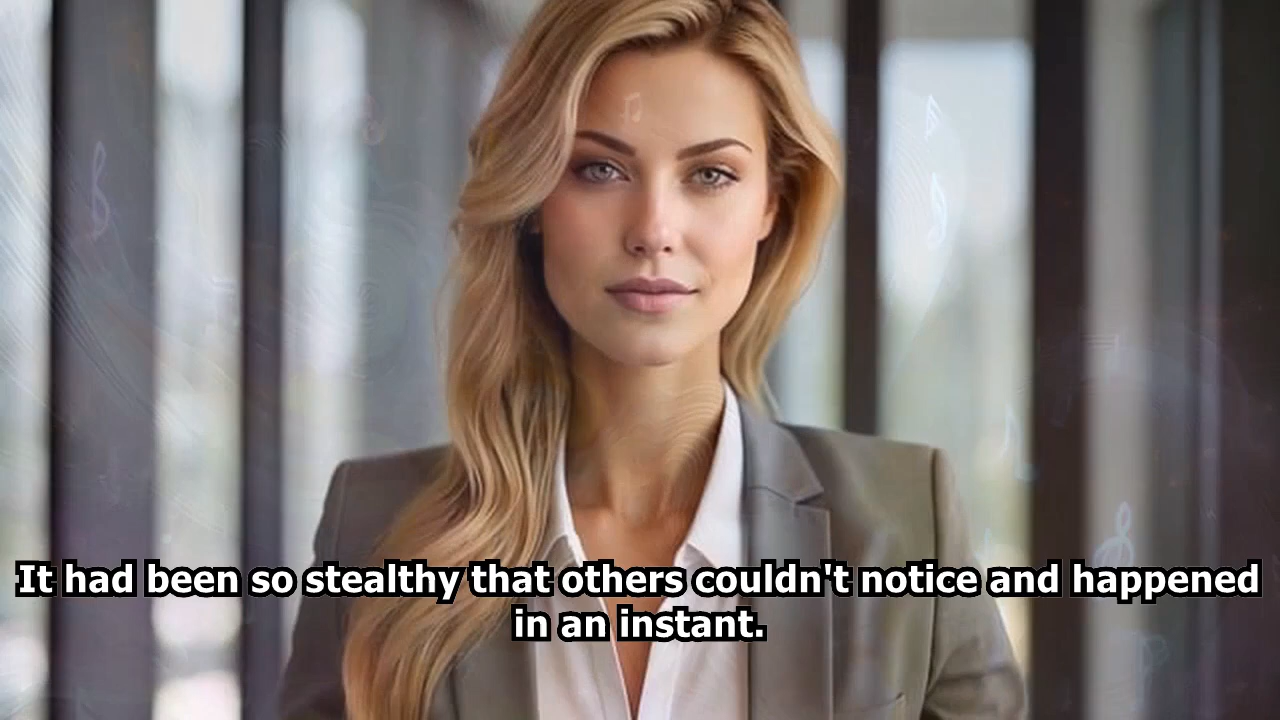 It had been so stealthy that others couldn't notice and happened
in an instant.